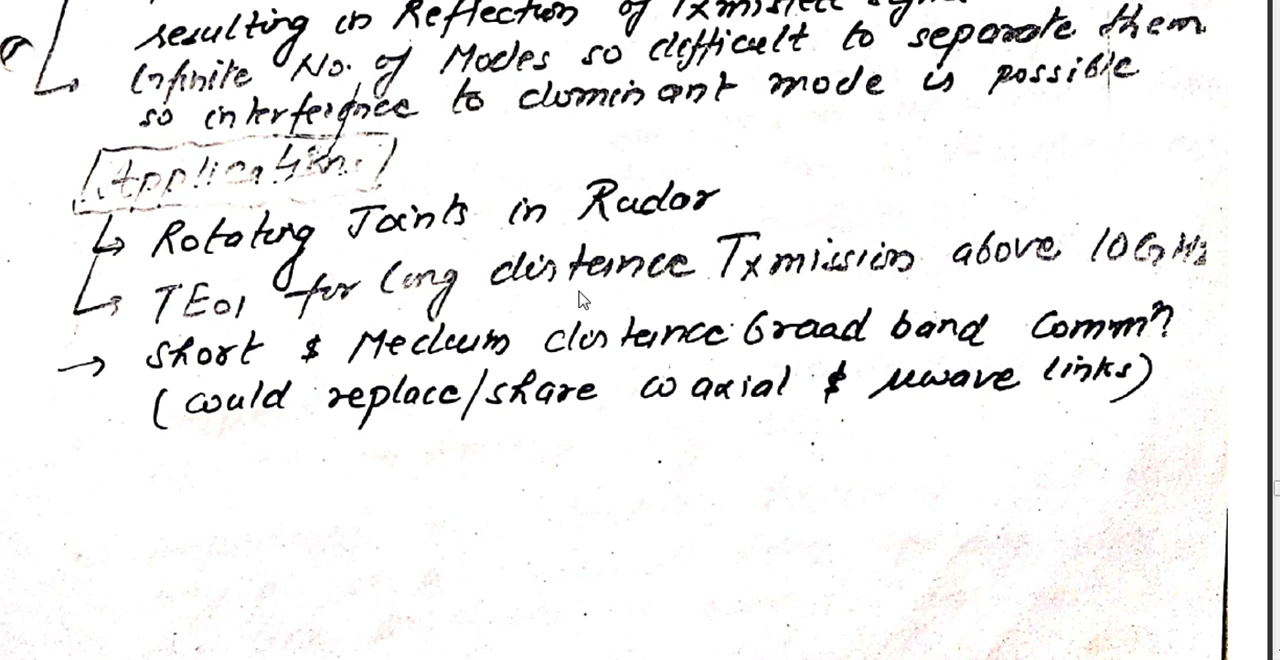 resulting in Reflection of Txmitted
Infinite No. of Modes so difficult to separate them
so interference to dominant mode is possible
Applications
Rotating Joints in Radar
TE01 for long distance Txmission above 10GHz
→ Short & Medium distance broad band Commⁿ
(could replace/share coaxial & μwave links)